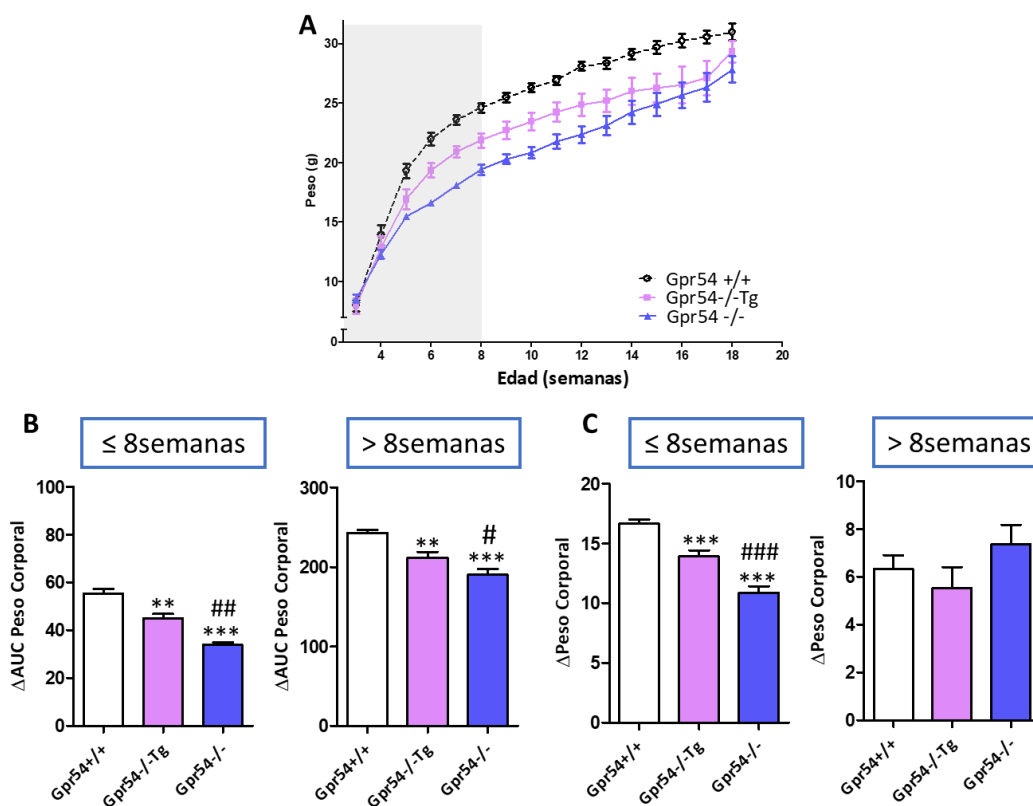 A
Peso (g)
30
25
20
15
10
0
4
6
8
10
12
14
16
18
20
Edad (semanas)
Gpr54 +/+
Gpr54-/-Tg
Gpr54 -/-
B
≤ 8semanas
ΔAUC Peso Corporal
100
80
60
40
20
0
**
##
***
Gpr54+/+
Gpr54-/-Tg
Gpr54-/-
> 8semanas
ΔAUC Peso Corporal
300
200
100
0
**
#
***
Gpr54+/+
Gpr54-/-Tg
Gpr54-/-
C
≤ 8semanas
ΔPeso Corporal
20
15
10
5
0
***
###
***
Gpr54+/+
Gpr54-/-Tg
Gpr54-/-
> 8semanas
ΔPeso Corporal
10
8
6
4
2
0
Gpr54+/+
Gpr54-/-Tg
Gpr54-/-